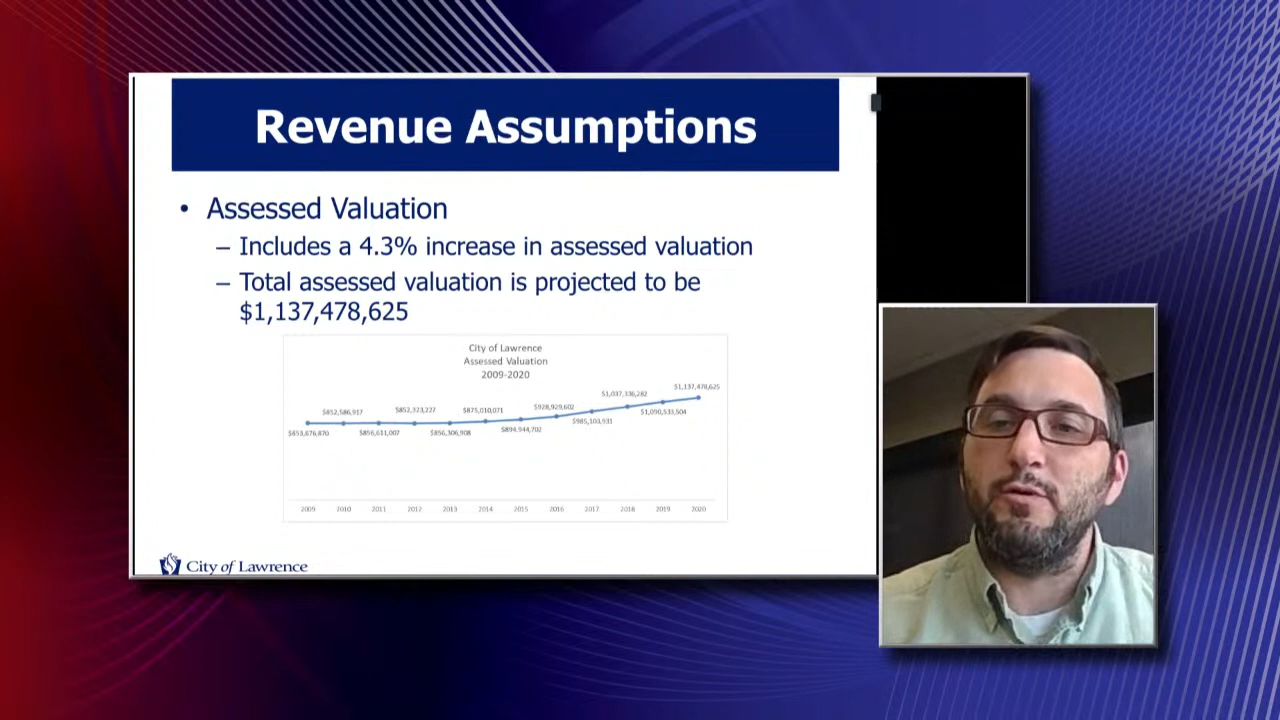 Revenue Assumptions
• Assessed Valuation
– Includes a 4.3% increase in assessed valuation
– Total assessed valuation is projected to be
$1,137,478,625
City of Lawrence
Assessed Valuation
2009-2020
$853,676,870
$852,586,917
$856,611,007
$852,323,227
$856,306,908
$875,010,071
$894,944,702
$928,929,602
$985,103,931
$1,037,336,282
$1,090,533,504
$1,137,478,625
2009 2010 2011 2012 2013 2014 2015 2016 2017 2018 2019 2020
City of Lawrence